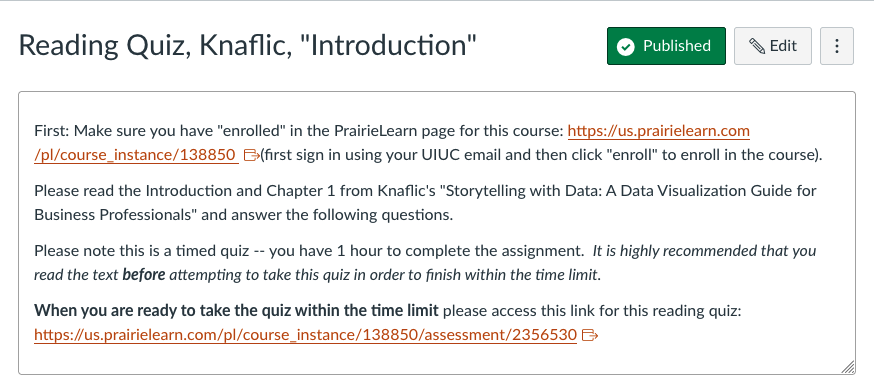 Reading Quiz, Knaflic, "Introduction"
Published
Edit
First: Make sure you have "enrolled" in the PrairieLearn page for this course: https://us.prairielearn.com
/pl/course_instance/138850 (first sign in using your UIUC email and then click "enroll" to enroll in the course).
Please read the Introduction and Chapter 1 from Knaflic's "Storytelling with Data: A Data Visualization Guide for
Business Professionals" and answer the following questions.
Please note this is a timed quiz -- you have 1 hour to complete the assignment. It is highly recommended that you
read the text before attempting to take this quiz in order to finish within the time limit.
When you are ready to take the quiz within the time limit please access this link for this reading quiz:
https://us.prairielearn.com/pl/course_instance/138850/assessment/2356530